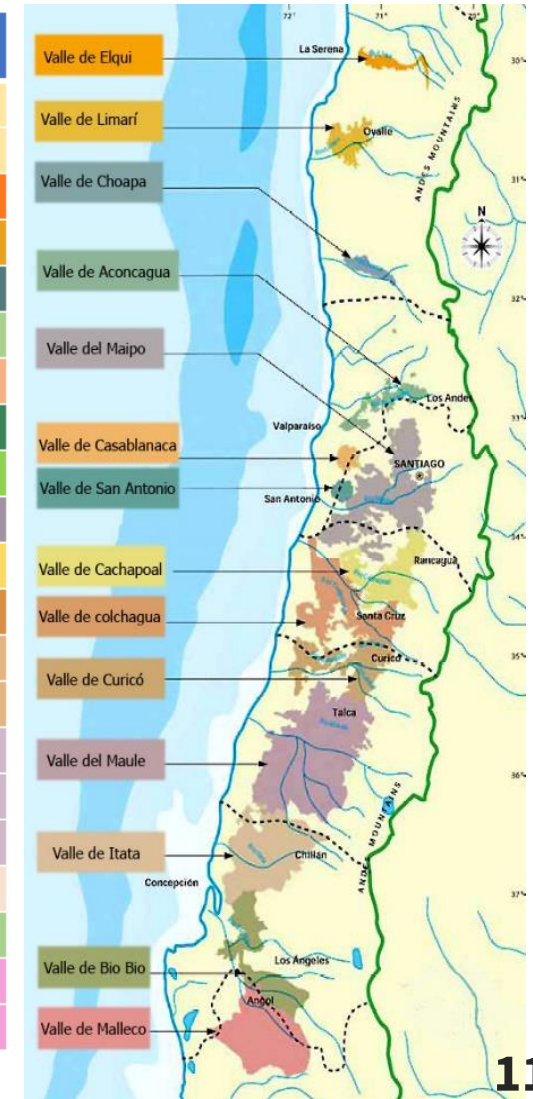 72°
71°
70°
Valle de Elqui
La Serena
30°
Valle de Limarí
Ovalle
ANDES MOUNTAINS
Valle de Choapa
31°
N
Valle de Aconcagua
32°
Valle del Maipo
Los Andes
33°
Valparaíso
Valle de Casablanaca
SANTIAGO
Valle de San Antonio
San Antonio
34°
Valle de Cachapoal
Rancagua
Valle de colchagua
Santa Cruz
35°
Curicó
Valle de Curicó
Talca
Valle del Maule
36°
ANDES MOUNTAINS
Valle de Itata
Chillan
Concepción
37°
Los Angeles
Valle de Bio Bio
Angol
Valle de Malleco
11